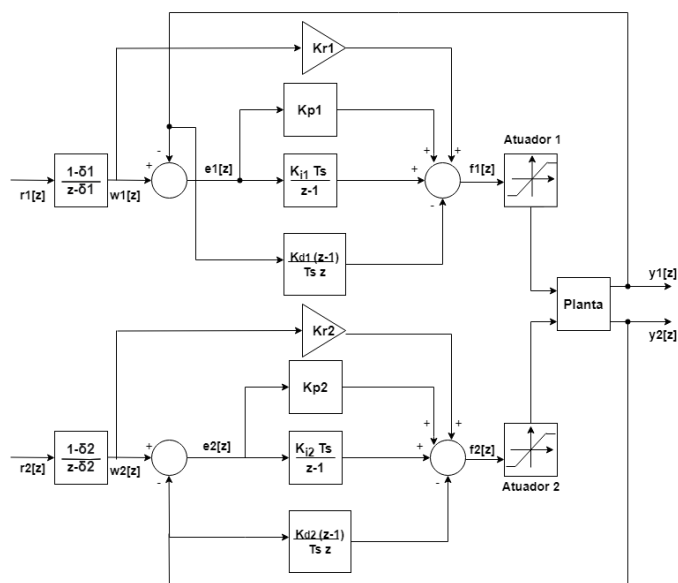 Kr1
Kp1
Atuador 1
-
+
+
+
1-δ1
z-δ1
r1[z]
w1[z]
+
e1[z]
Ki1 Ts
z-1
+
f1[z]
-
Kd1 (z-1)
Ts z
y1[z]
Planta
y2[z]
Kr2
Kp2
+
+
1-δ2
z-δ2
r2[z]
w2[z]
+
-
e2[z]
Ki2 Ts
z-1
+
-
f2[z]
Atuador 2
Kd2 (z-1)
Ts z